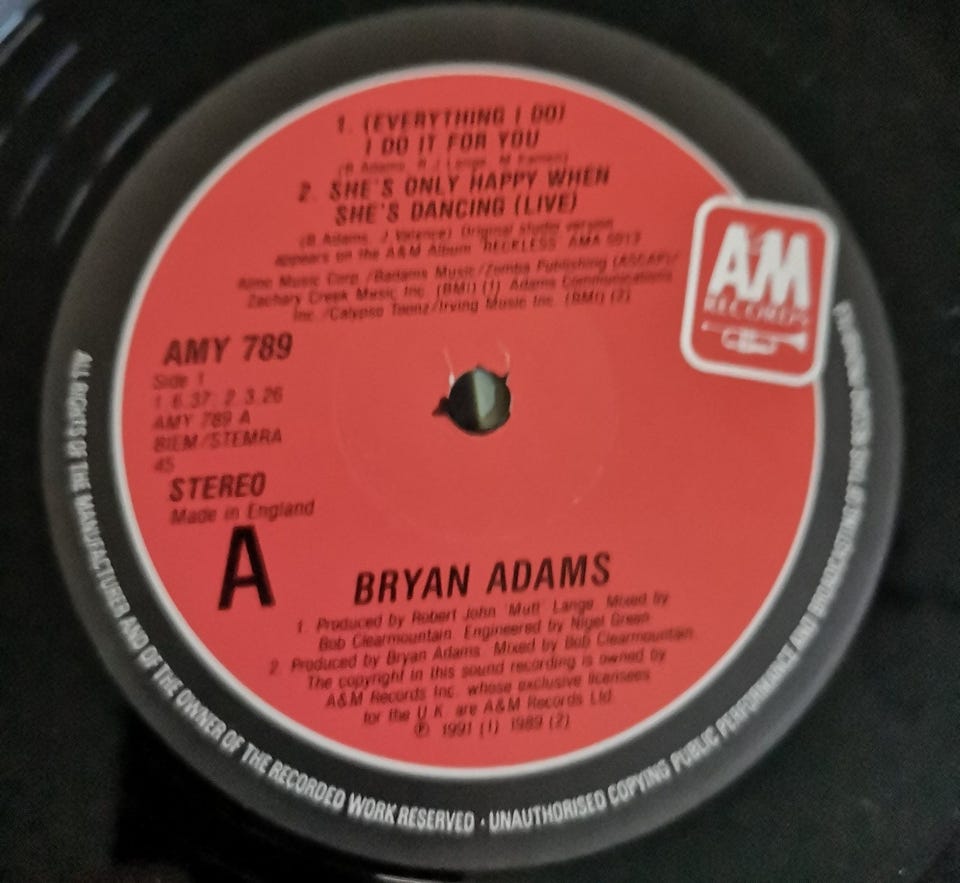 1. (EVERYTHING I DO)
I DO IT FOR YOU
(B Adams, R J Lange, M Kamen)
2. SHE'S ONLY HAPPY WHEN
SHE'S DANCING (LIVE)
(B. Adams, J Valance) Original studio version
appears on the A&M Album RECKLESS AMA 5013
Almo Music Corp./Badams Music/Zomba Publishing (ASCAP)/
Zachary Creek Music Inc (BMI) (1) Adams Communications
Inc./Calypso Toonz/Irving Music Inc. (BMI) (2)
A&M
RECORDS
AMY 789
Side 1
1 6.37: 2 3.26
AMY 789 A
BIEM/STEMRA
45
STEREO
Made in England
A
BRYAN ADAMS
1. Produced by Robert John 'Mutt' Lange Mixed by
Bob Clearmountain Engineered by Nigel Green
2. Produced by Bryan Adams Mixed by Bob Clearmountain
The copyright in this sound recording is owned by
A&M Records Inc. whose exclusive licensees
for the U.K. are A&M Records Ltd.
℗ 1991 (1) 1989 (2)
ALL RIGHTS OF THE MANUFACTURER AND OF THE OWNER OF THE RECORDED WORK RESERVED · UNAUTHORISED COPYING PUBLIC PERFORMANCE AND BROADCASTING OF THIS RECORD PROHIBITED